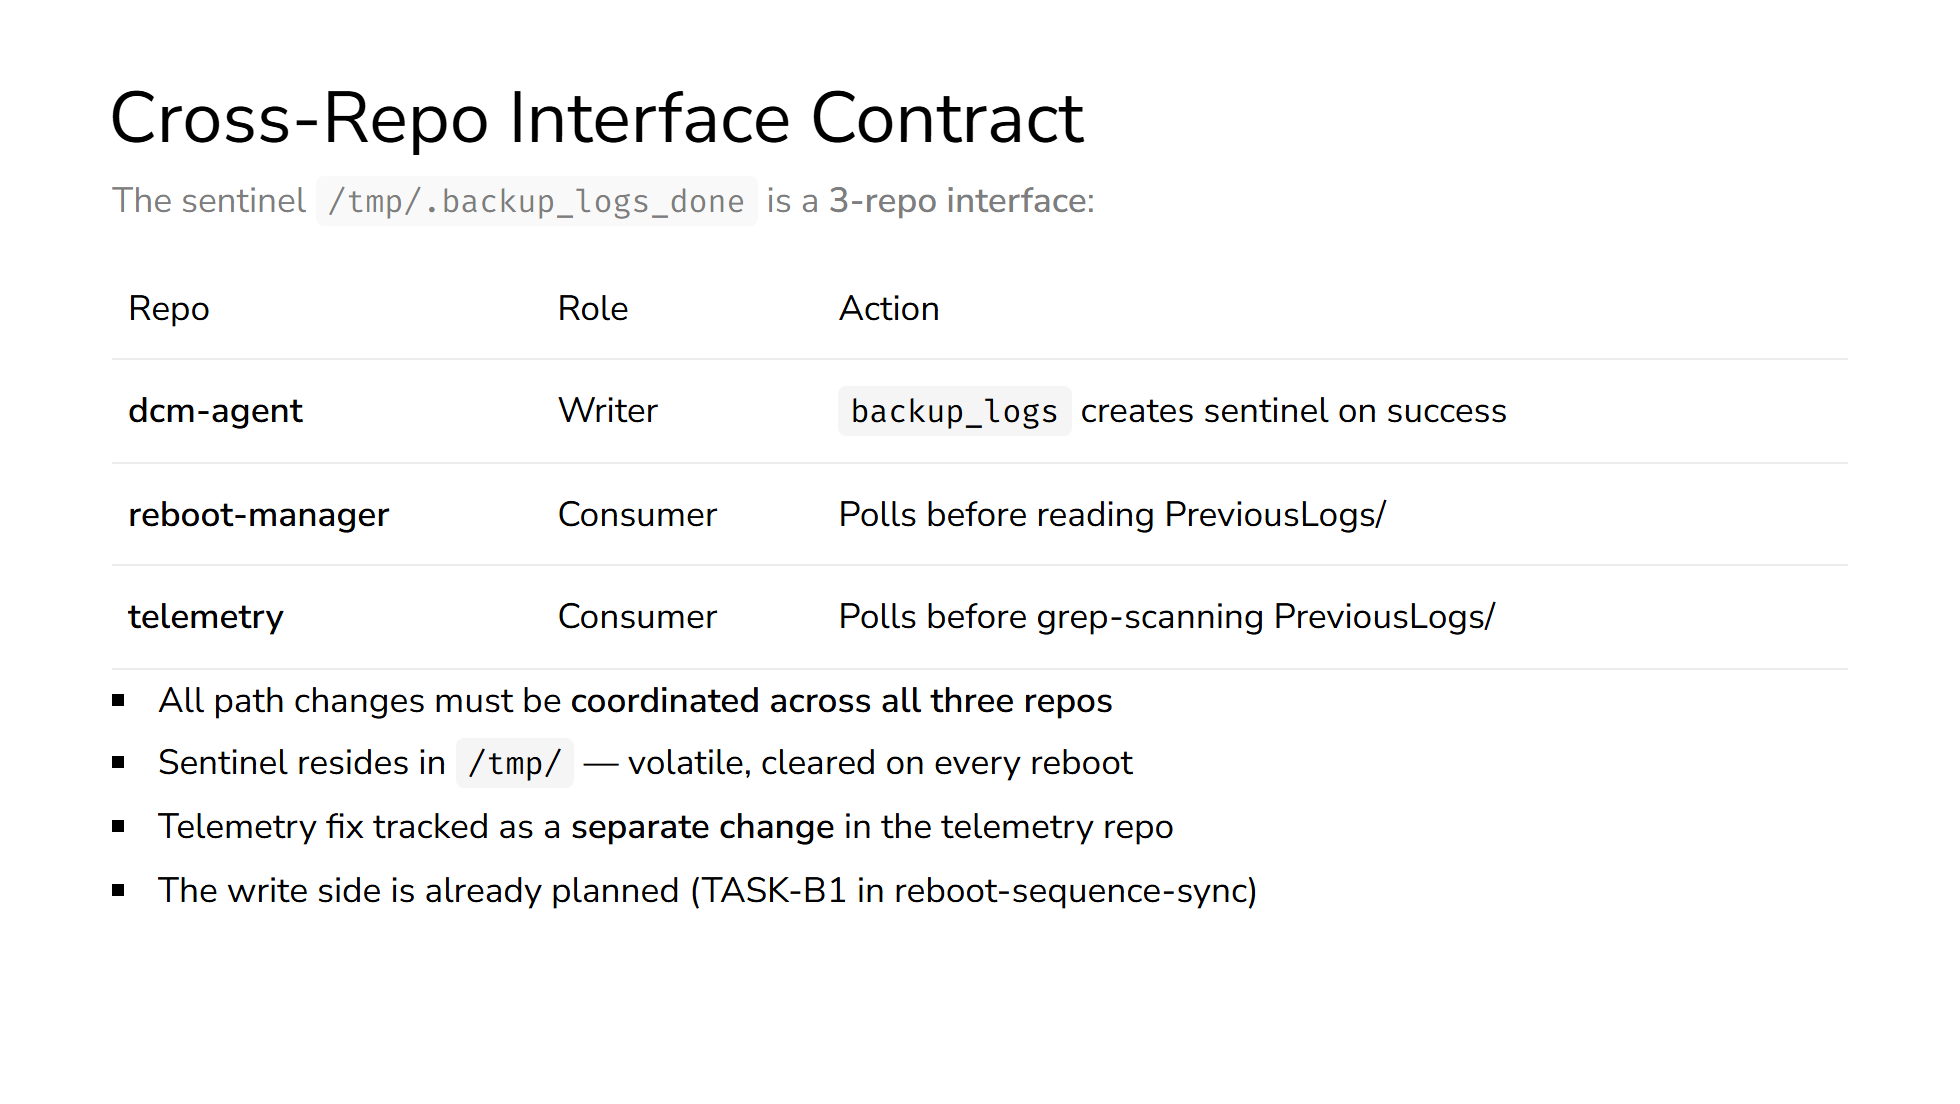 Cross-Repo Interface Contract
The sentinel /tmp/.backup_logs_done is a 3-repo interface:
Repo Role Action
dcm-agent Writer backup_logs creates sentinel on success
reboot-manager Consumer Polls before reading PreviousLogs/
telemetry Consumer Polls before grep-scanning PreviousLogs/
▪ All path changes must be coordinated across all three repos
▪ Sentinel resides in /tmp/ — volatile, cleared on every reboot
▪ Telemetry fix tracked as a separate change in the telemetry repo
▪ The write side is already planned (TASK-B1 in reboot-sequence-sync)